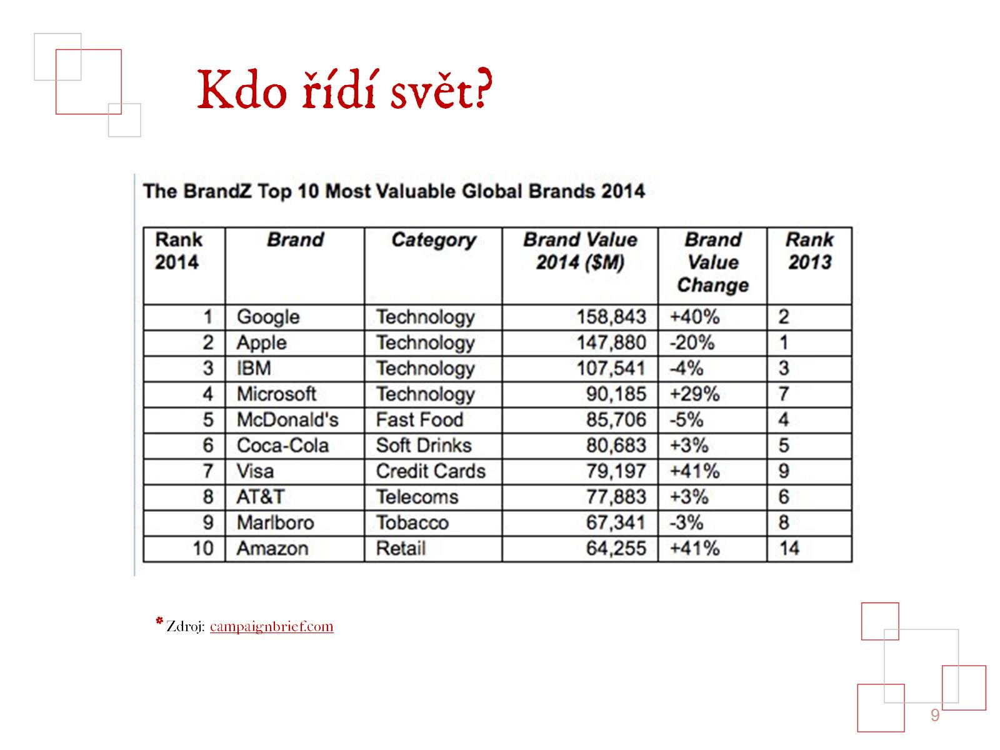 Kdo řídí svět?
The BrandZ Top 10 Most Valuable Global Brands 2014
Rank 2014 Brand Category Brand Value 2014 ($M) Brand Value Change Rank 2013
1 Google Technology 158,843 +40% 2
2 Apple Technology 147,880 -20% 1
3 IBM Technology 107,541 -4% 3
4 Microsoft Technology 90,185 +29% 7
5 McDonald's Fast Food 85,706 -5% 4
6 Coca-Cola Soft Drinks 80,683 +3% 5
7 Visa Credit Cards 79,197 +41% 9
8 AT&T Telecoms 77,883 +3% 6
9 Marlboro Tobacco 67,341 -3% 8
10 Amazon Retail 64,255 +41% 14
* Zdroj: campaignbrief.com
9